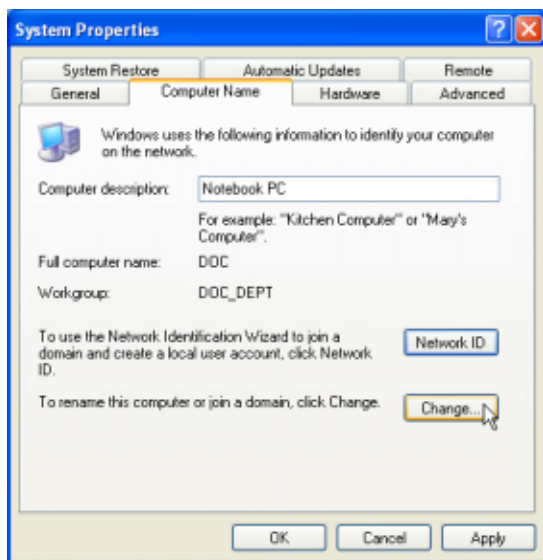 System Properties
System Restore Automatic Updates Remote
General Computer Name Hardware Advanced
Windows uses the following information to identify your computer
on the network.
Computer description: Notebook PC
For example: "Kitchen Computer" or "Mary's
Computer".
Full computer name: DOC
Workgroup: DOC_DEPT
To use the Network Identification Wizard to join a
domain and create a local user account, click Network
ID.
Network ID
To rename this computer or join a domain, click Change.
Change...
OK Cancel Apply